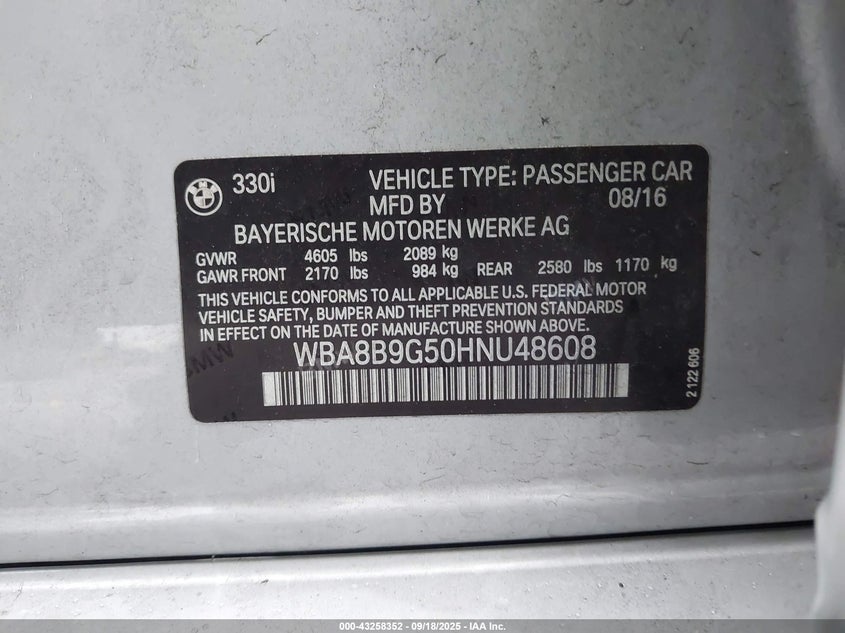 330i VEHICLE TYPE: PASSENGER CAR
MFD BY 08/16
BAYERISCHE MOTOREN WERKE AG
GVWR 4605 lbs 2089 kg
GAWR FRONT 2170 lbs 984 kg REAR 2580 lbs 1170 kg
THIS VEHICLE CONFORMS TO ALL APPLICABLE U.S. FEDERAL MOTOR
VEHICLE SAFETY, BUMPER AND THEFT PREVENTION STANDARDS
IN EFFECT ON THE DATE OF MANUFACTURE SHOWN ABOVE.
WBA8B9G50HNU48608
2 122 606
000-43258352 - 09/18/2025 - IAA Inc.